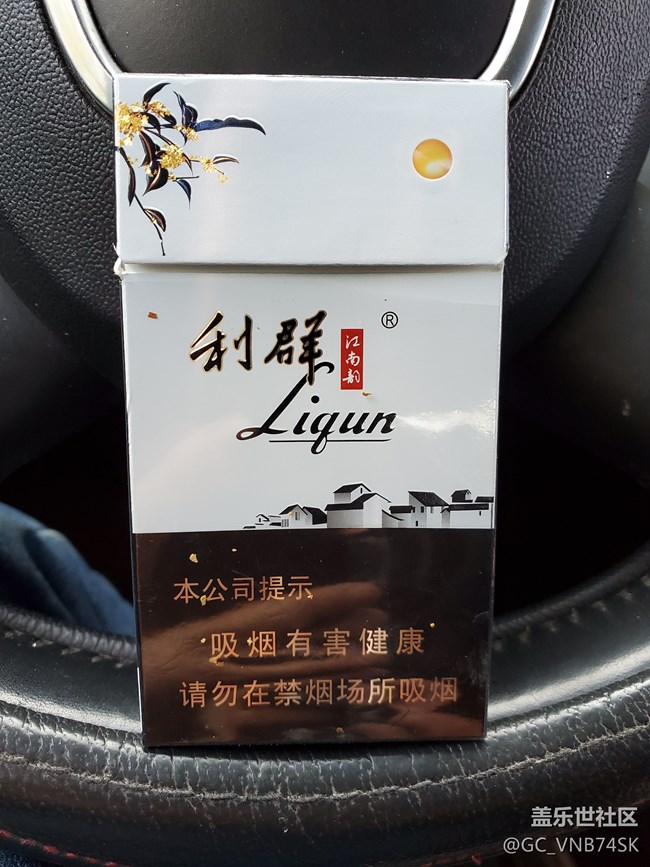 利群
江南韵
®
Liqun
本公司提示
吸烟有害健康
请勿在禁烟场所吸烟
盖乐世社区
@GC_VNB74SK